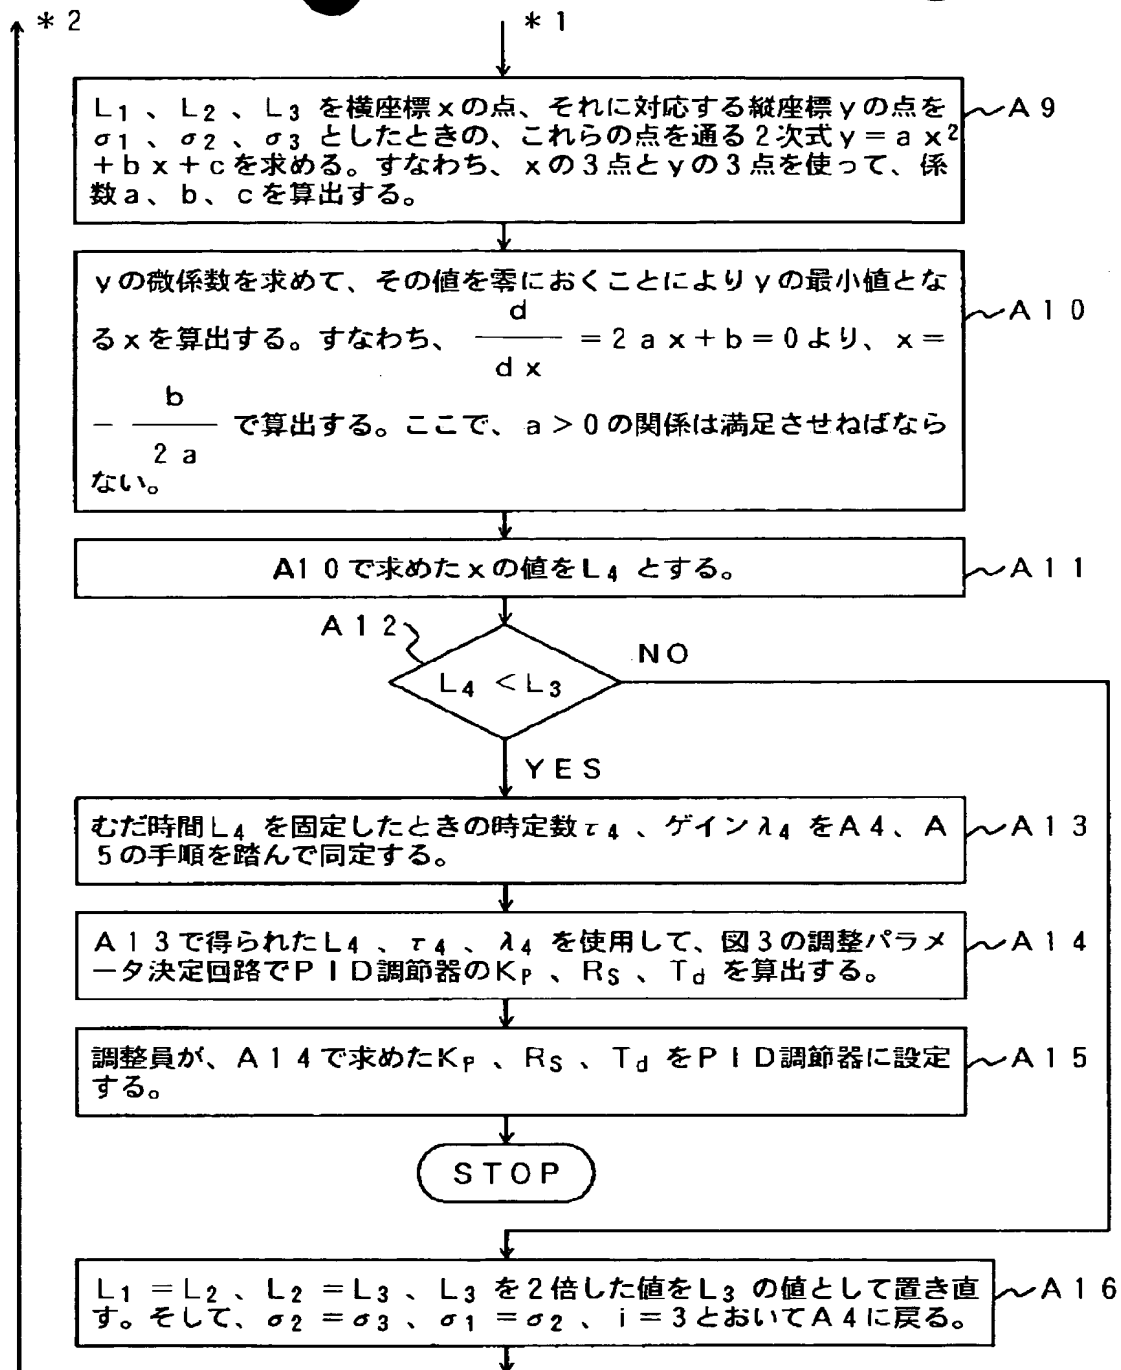 *2
*1
L₁、L₂、L₃を横座標xの点、それに対応する縦座標yの点を
σ₁、σ₂、σ₃としたときの、これらの点を通る2次式y=ax²
+bx+cを求める。すなわち、xの3点とyの3点を使って、係
数a、b、cを算出する。
A9
yの微係数を求めて、その値を零におくことによりyの最小値とな
るxを算出する。すなわち、 d/dx =2ax+b=0より、x=
- b/2a で算出する。ここで、a>0の関係は満足させねばなら
ない。
A10
A10で求めたxの値をL₄とする。
A11
A12
L₄<L₃
NO
YES
むだ時間L₄を固定したときの時定数τ₄、ゲインλ₄をA4、A
5の手順を踏んで同定する。
A13
A13で得られたL₄、τ₄、λ₄を使用して、図3の調整パラメ
ータ決定回路でPID調節器のKP、RS、Tdを算出する。
A14
調整員が、A14で求めたKP、RS、TdをPID調節器に設定
する。
A15
STOP
L₁=L₂、L₂=L₃、L₃を2倍した値をL₃の値として置き直
す。そして、σ₂=σ₃、σ₁=σ₂、i=3とおいてA4に戻る。
A16